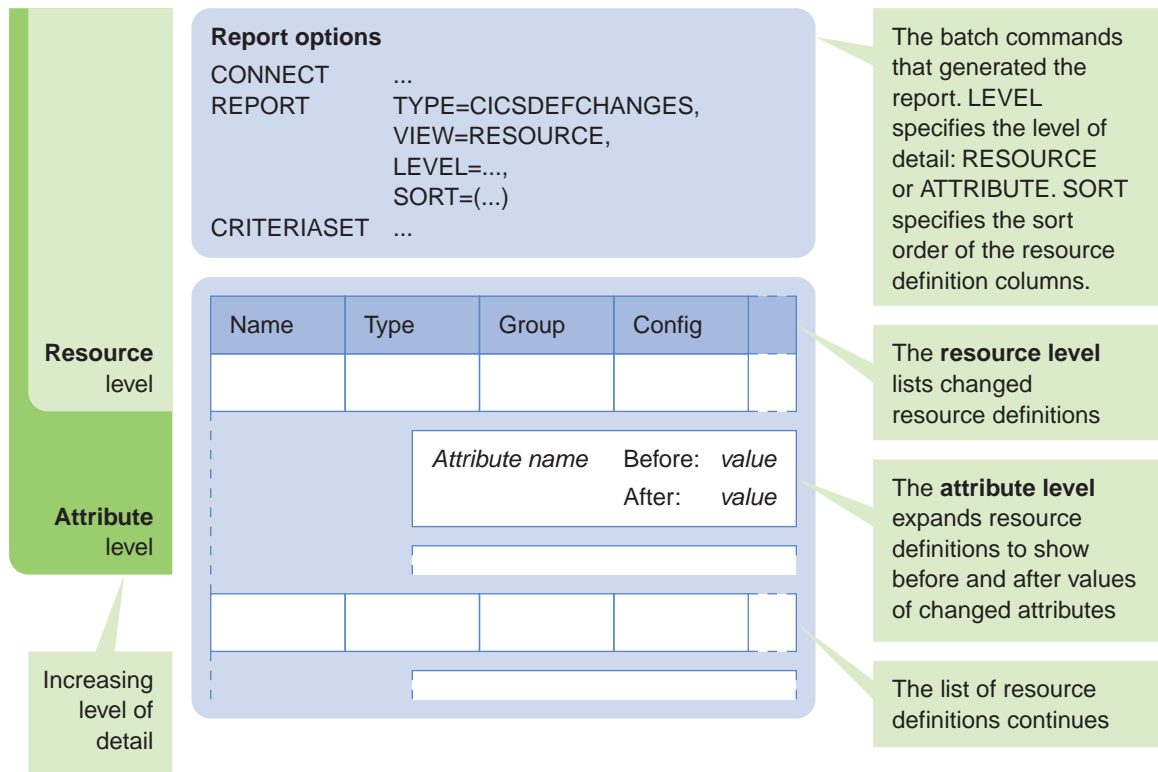 Report options
CONNECT ...
REPORT TYPE=CICSDEFCHANGES,
VIEW=RESOURCE,
LEVEL=...,
SORT=(...)
CRITERIASET ...
The batch commands
that generated the
report. LEVEL
specifies the level of
detail: RESOURCE
or ATTRIBUTE. SORT
specifies the sort
order of the resource
definition columns.
Name Type Group Config
Resource
level
The resource level
lists changed
resource definitions
Attribute name Before: value
After: value
Attribute
level
The attribute level
expands resource
definitions to show
before and after values
of changed attributes
Increasing
level of
detail
The list of resource
definitions continues